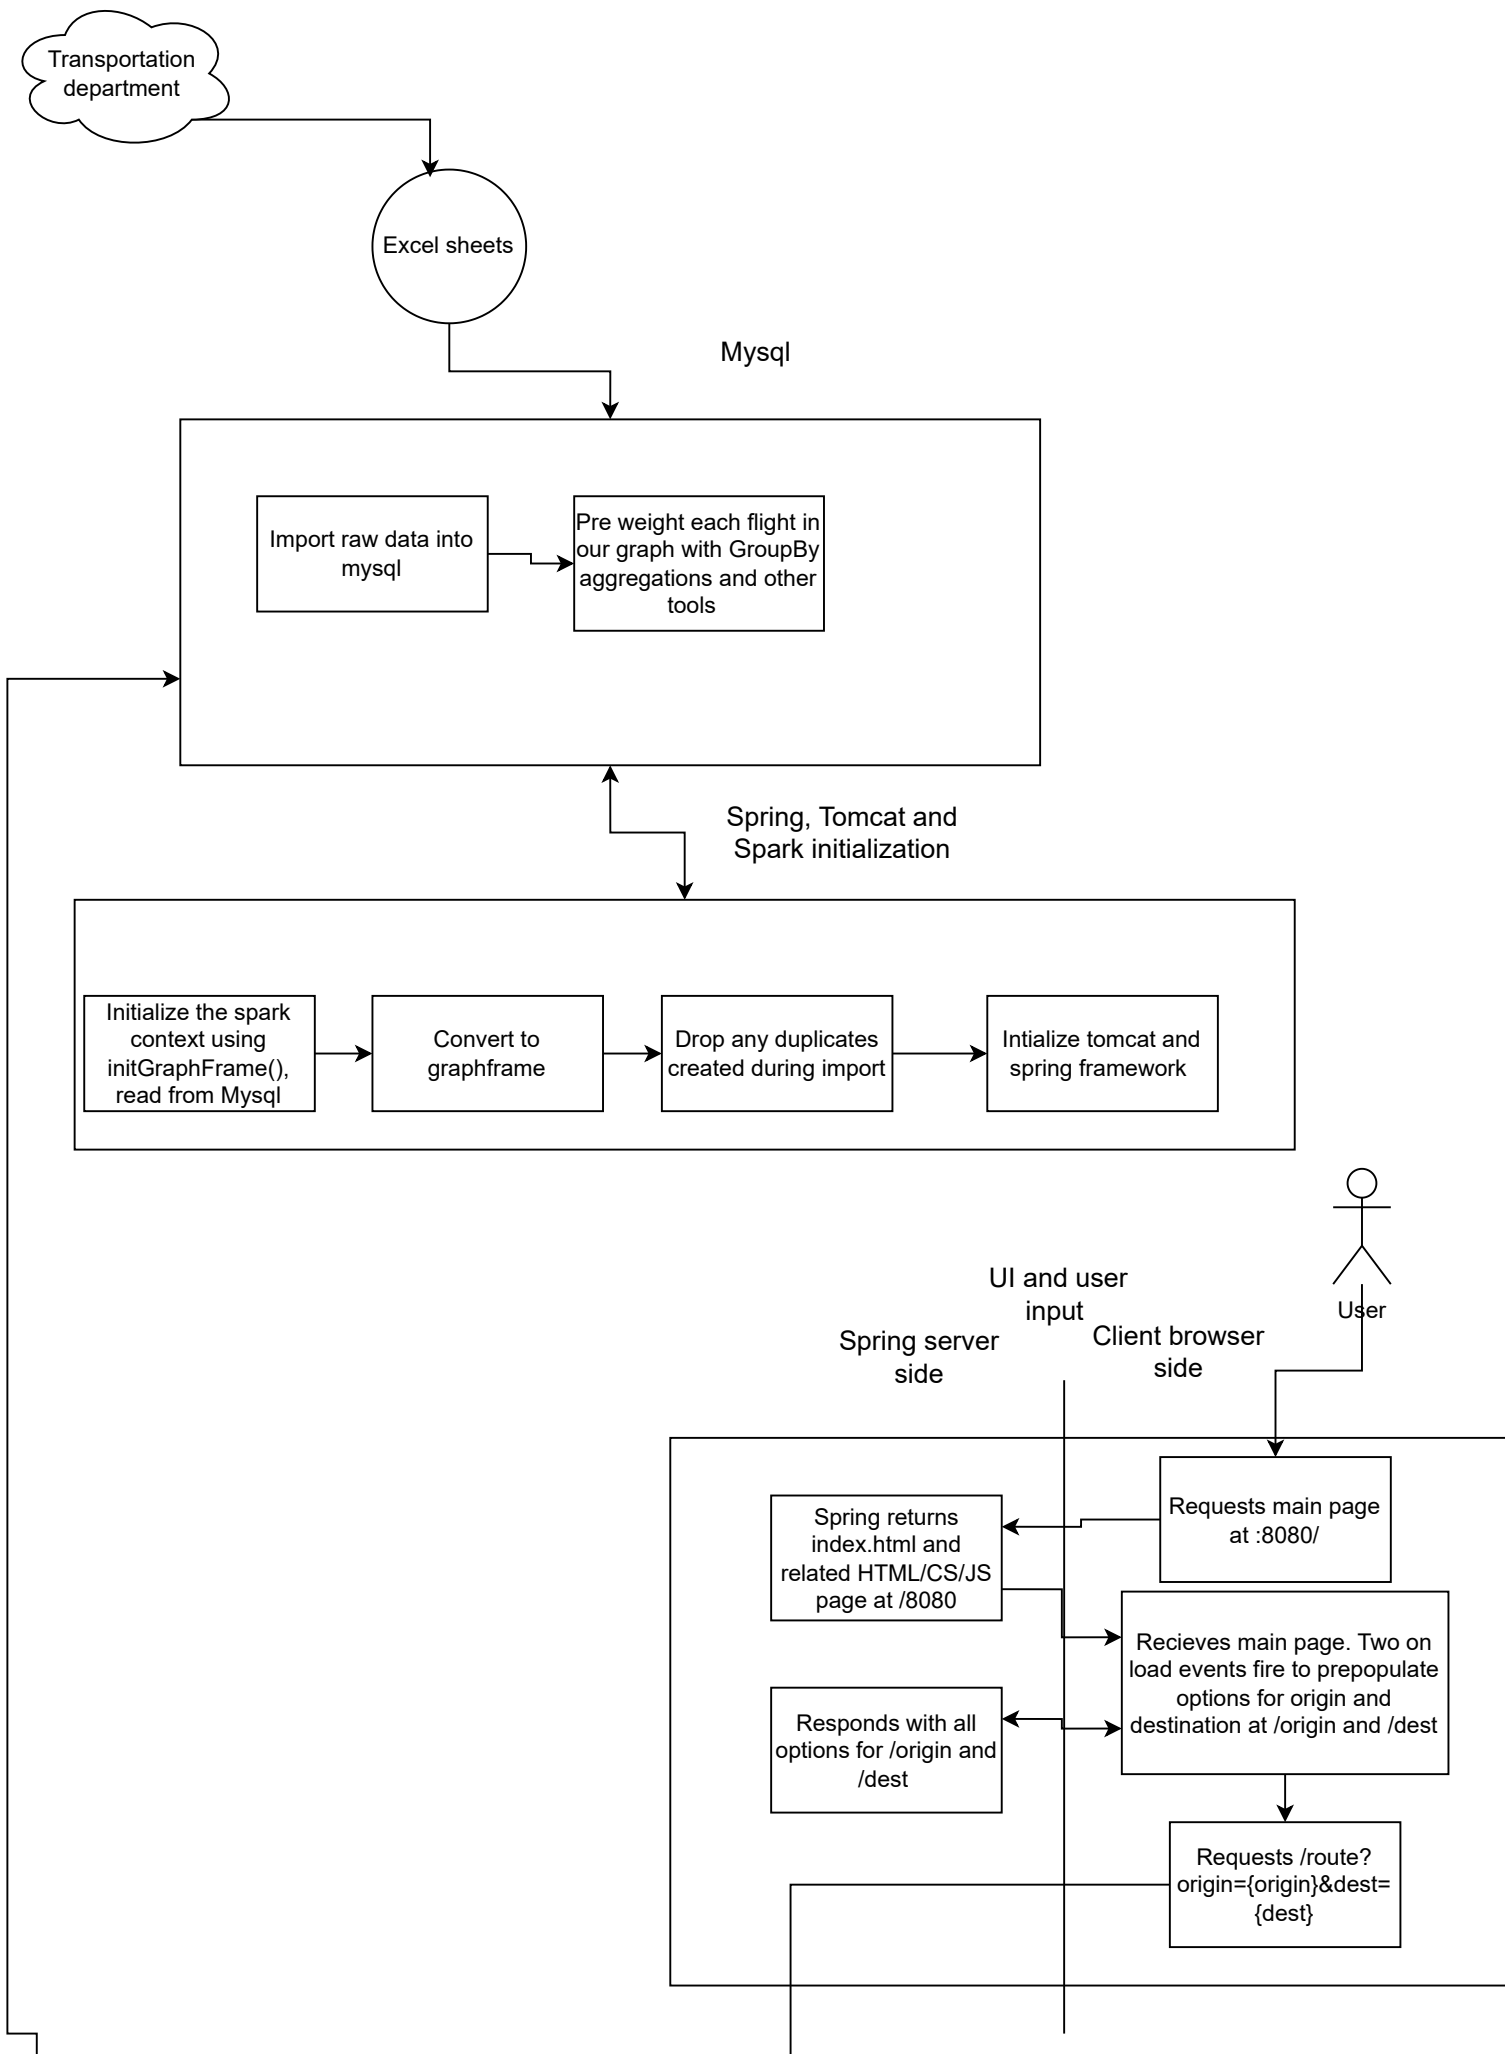 Transportation
department
Excel sheets
Mysql
Import raw data into
mysql
Pre weight each flight in
our graph with GroupBy
aggregations and other
tools
Spring, Tomcat and
Spark initialization
Initialize the spark
context using
initGraphFrame(),
read from Mysql
Convert to
graphframe
Drop any duplicates
created during import
Intialize tomcat and
spring framework
User
UI and user
input
Spring server
side
Client browser
side
Requests main page
at :8080/
Spring returns
index.html and
related HTML/CS/JS
page at /8080
Recieves main page. Two on
load events fire to prepopulate
options for origin and
destination at /origin and /dest
Responds with all
options for /origin and
/dest
Requests /route?
origin={origin}&dest=
{dest}